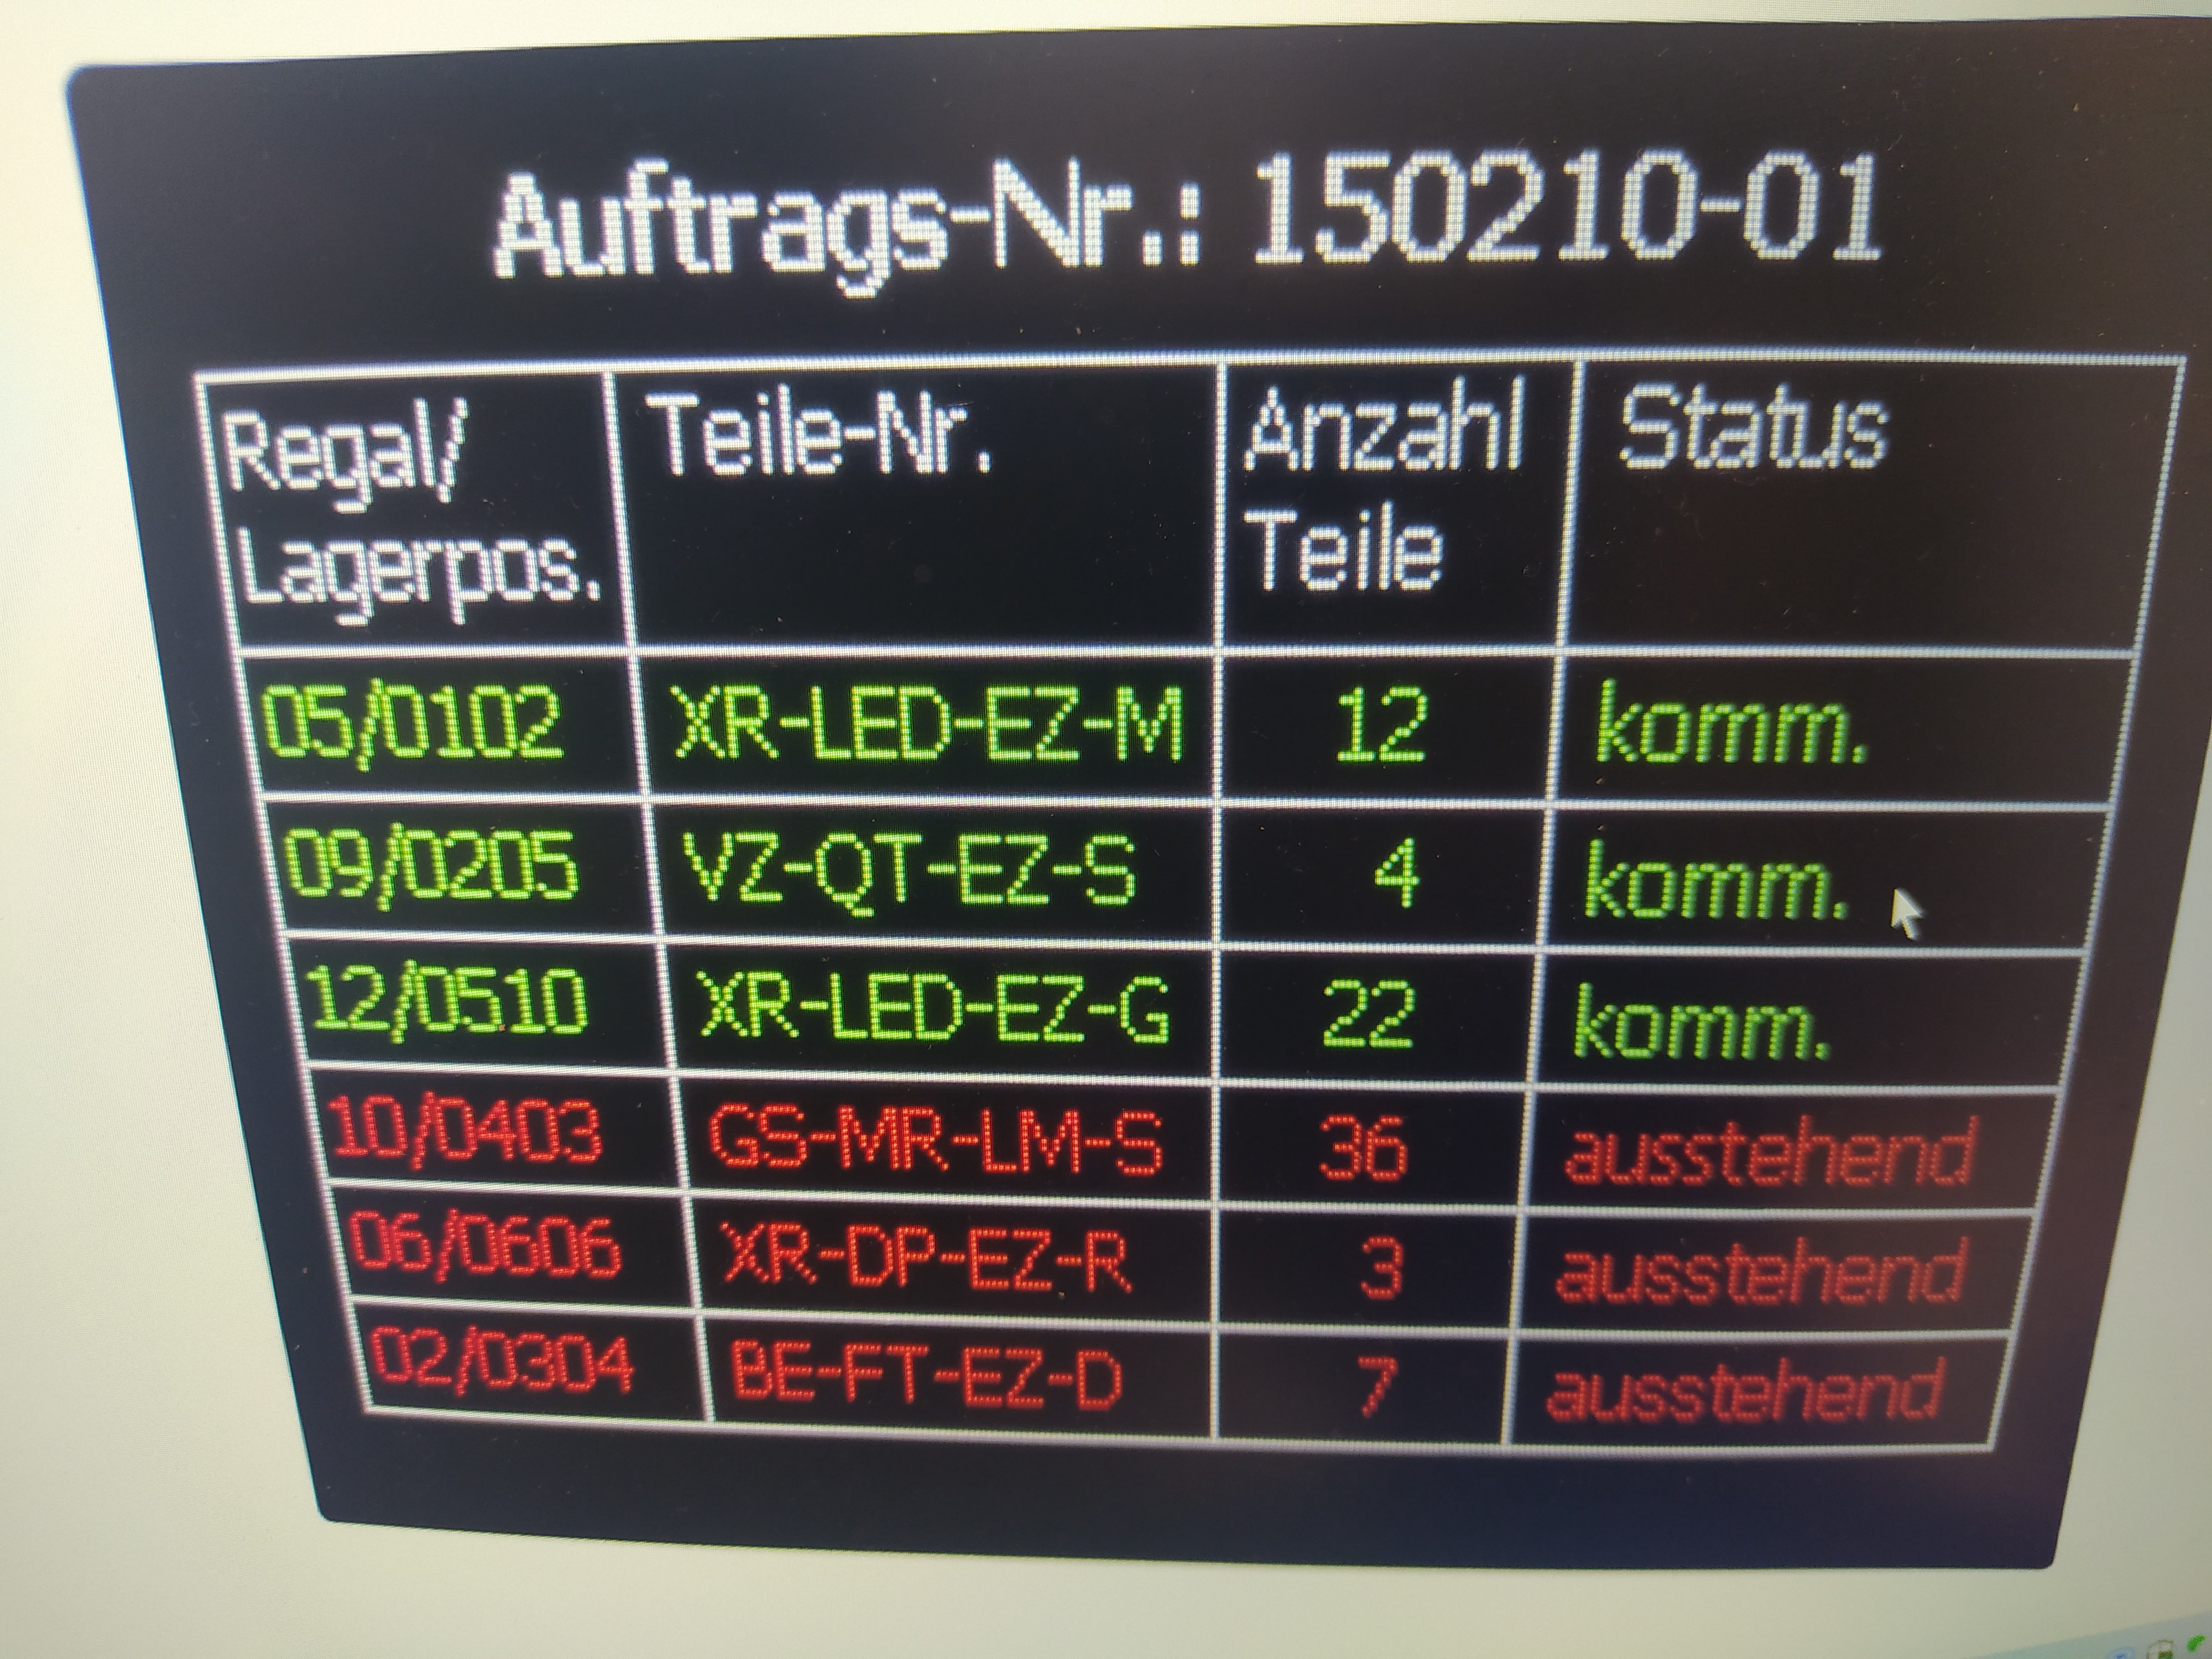 Auftrags-Nr.: 150210-01
Regal/ Lagerpos. Teile-Nr. Anzahl Teile Status
05/0102 XR-LED-EZ-M 12 komm.
09/0205 VZ-QT-EZ-S 4 komm.
12/0510 XR-LED-EZ-G 22 komm.
10/0403 GS-MR-LM-S 36 ausstehend
06/0606 XR-DP-EZ-R 3 ausstehend
02/0304 BE-FT-EZ-D 7 ausstehend